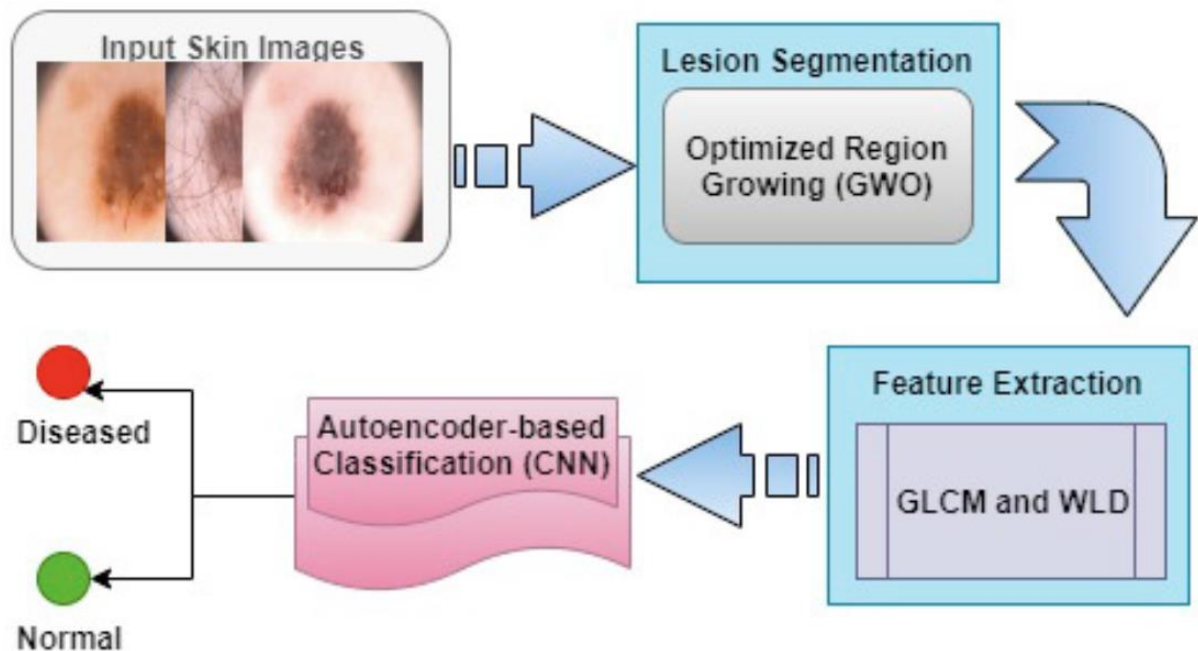 Input Skin Images
Lesion Segmentation
Optimized Region
Growing (GWO)
Feature Extraction
GLCM and WLD
Autoencoder-based
Classification (CNN)
Diseased
Normal